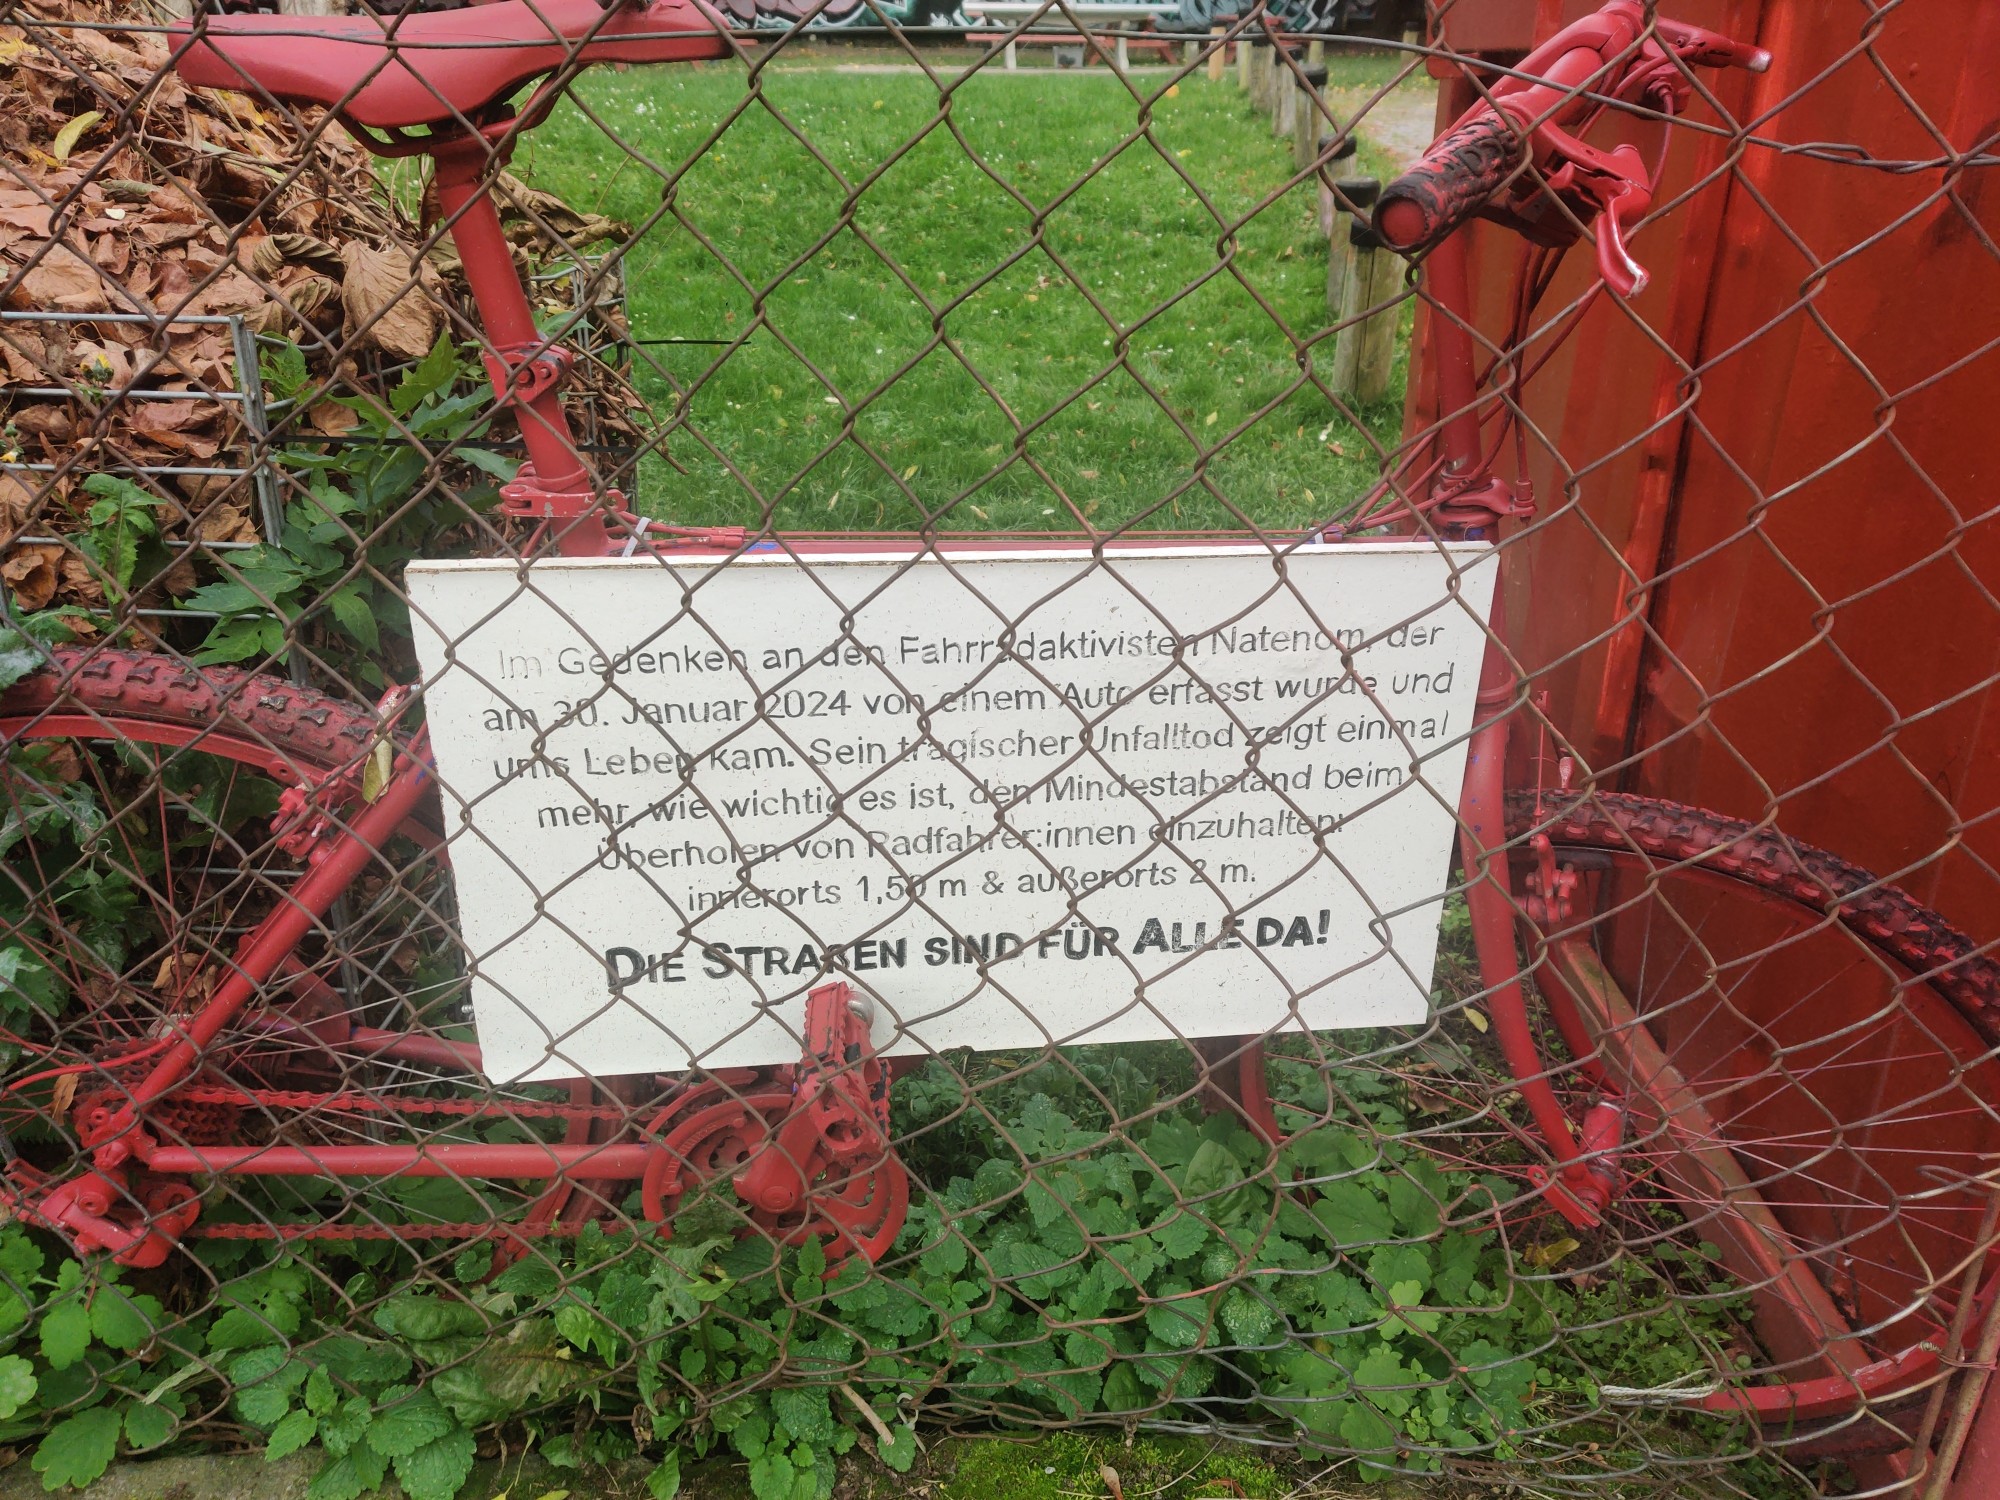 Im Gedenken an den Fahrradaktivisten Natenom, der
am 30. Januar 2024 von einem Auto erfasst wurde und
ums Leben kam. Sein tragischer Unfalltod zeigt einmal
mehr, wie wichtig es ist, den Mindestabstand beim
Überholen von Radfahrer:innen einzuhalten:
innerorts 1,50 m & außerorts 2 m.
DIE STRAßEN SIND FÜR ALLE DA!